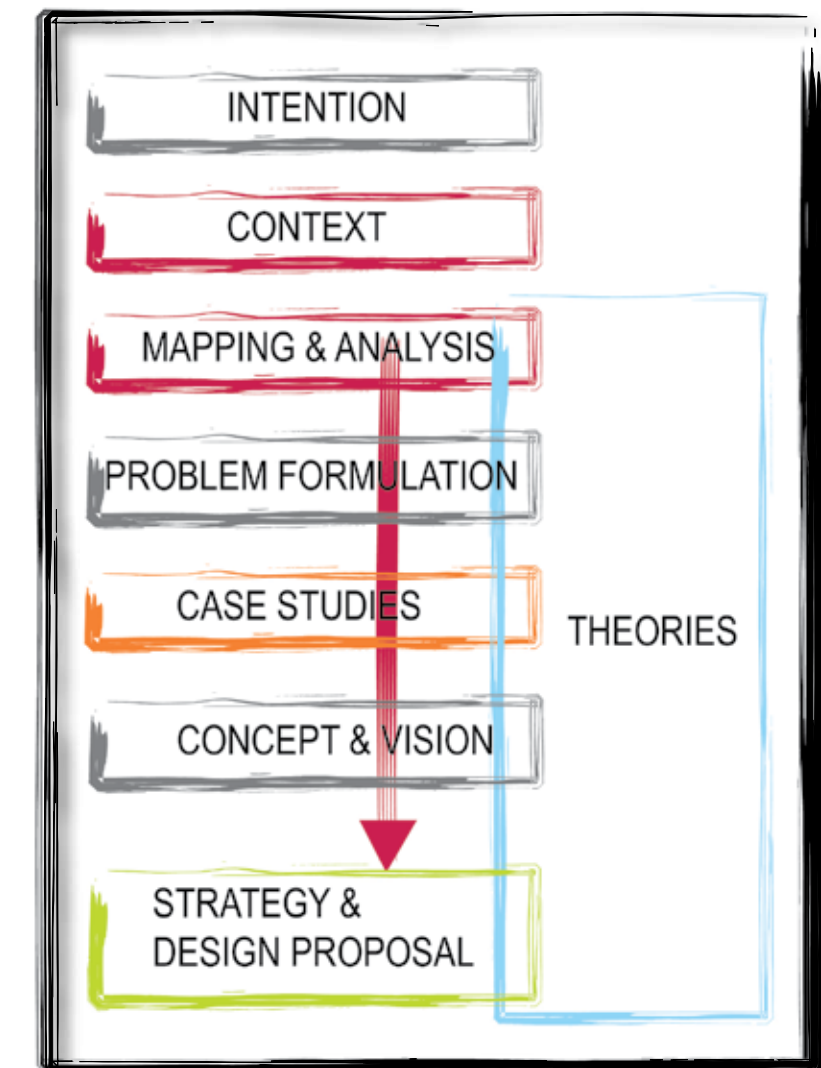 INTENTION
CONTEXT
MAPPING & ANALYSIS
PROBLEM FORMULATION
CASE STUDIES
THEORIES
CONCEPT & VISION
STRATEGY &
DESIGN PROPOSAL